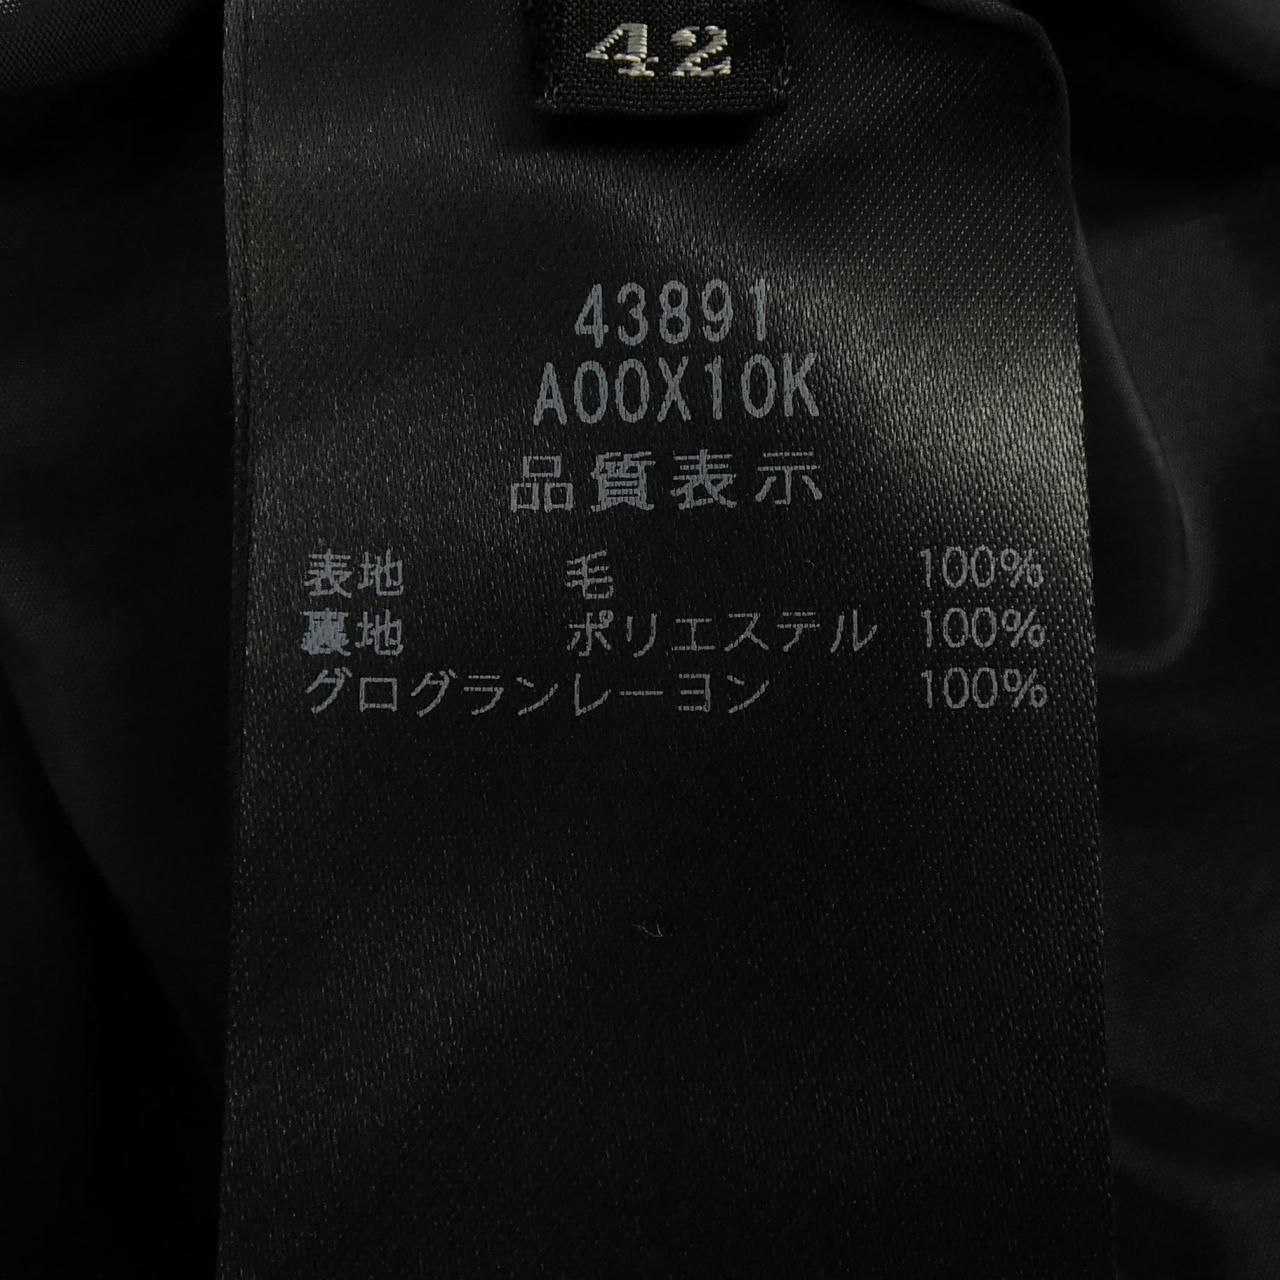 42
43891
A00X10K
品質表示
表地 毛 100%
裏地 ポリエステル 100%
グログランレーヨン 100%